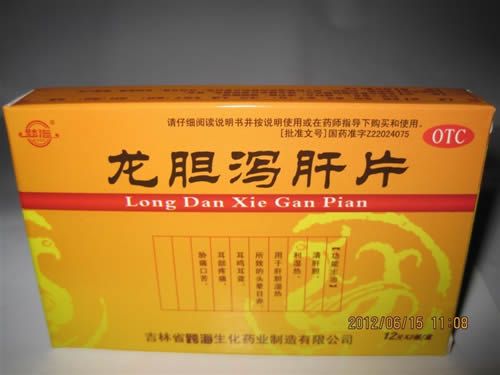 请仔细阅读说明书并按说明使用或在药师指导下购买和使用。
[批准文号]国药准字Z22024075
OTC
龙胆泻肝片
Long Dan Xie Gan Pian
【功能主治】
清肝胆,
利湿热。
用于肝胆湿热
所致的头晕目赤,
耳鸣耳聋,
耳部疼痛,
胁痛口苦。
吉林省跨海生化药业制造有限公司
2012/06/15 11:08